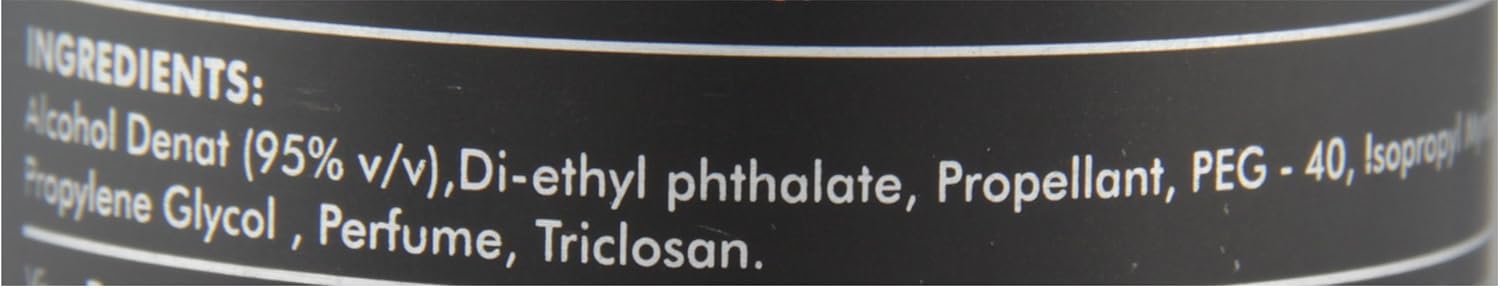 INGREDIENTS:
Alcohol Denat (95% v/v),Di-ethyl phthalate, Propellant, PEG - 40, Isopropyl
Propylene Glycol , Perfume, Triclosan.